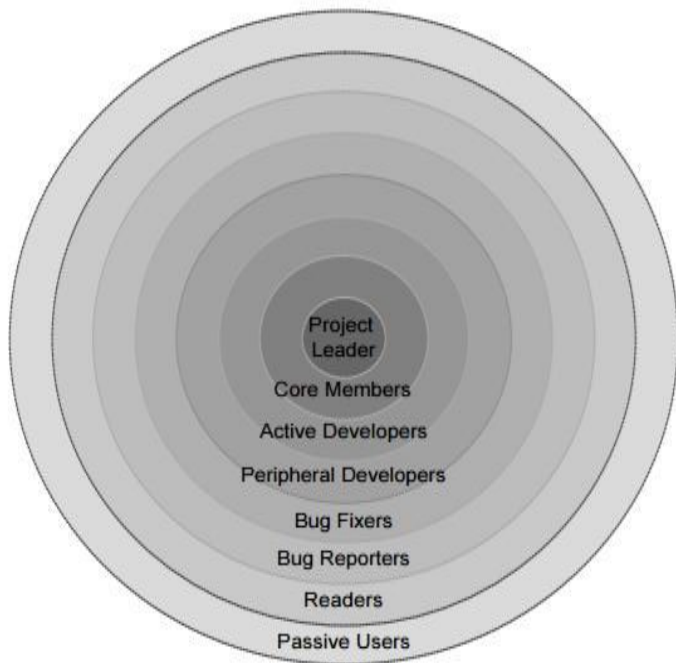 Project
Leader
Core Members
Active Developers
Peripheral Developers
Bug Fixers
Bug Reporters
Readers
Passive Users